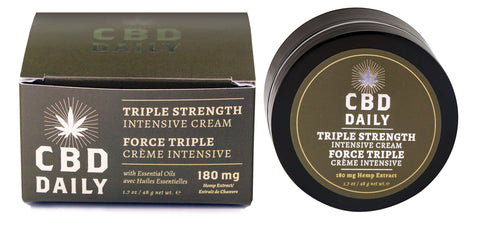 CBD
DAILY
TRIPLE STRENGTH
INTENSIVE CREAM
FORCE TRIPLE
CRÈME INTENSIVE
with Essential Oils
avec Huiles Essentielles
180 mg
Hemp Extract/
Extrait de Chanvre
1.7 oz / 48 g net wt. ℮
CBD
DAILY
CBD
DAILY
TRIPLE STRENGTH
INTENSIVE CREAM
FORCE TRIPLE
CRÈME INTENSIVE
180 mg Hemp Extract
1.7 oz / 48 g net wt. ℮